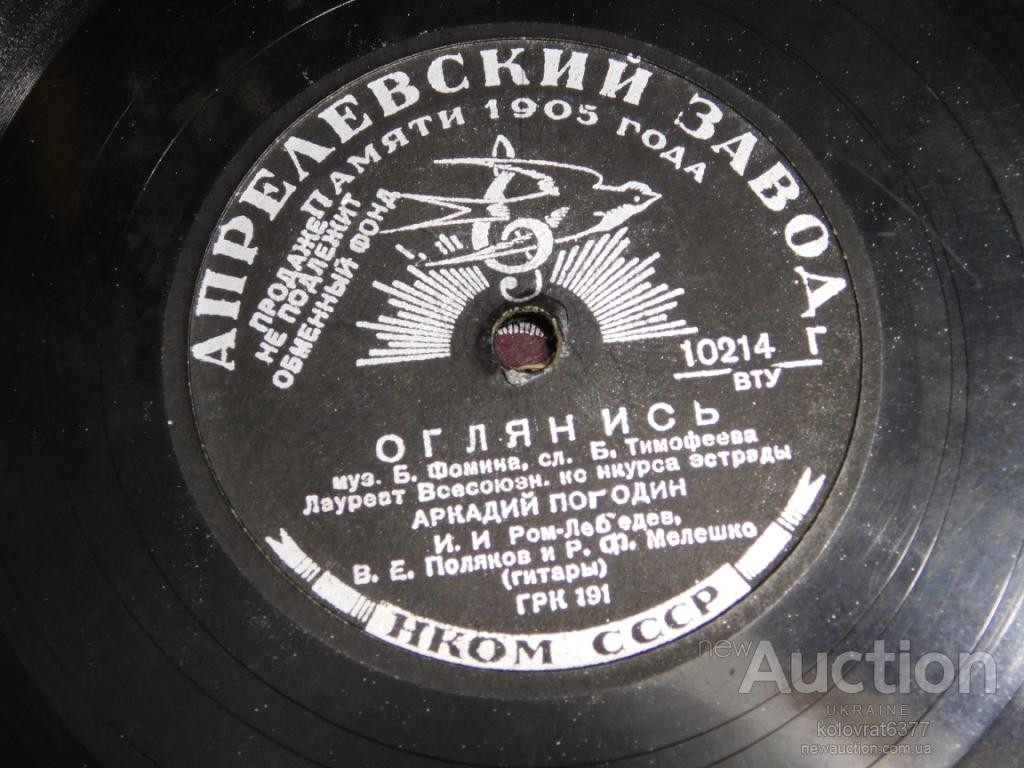 АПРЕЛЕВСКИЙ ЗАВОД
ПАМЯТИ 1905 ГОДА
ПРОДАЖЕ
НЕ ПОДЛЕЖИТ
ОБМЕННЫЙ ФОНД
10214
ВТУ
ОГЛЯНИСЬ
муз. Б. Фомина, сл. Б. Тимофеева
Лауреат Всесоюзн. конкурса эстрады
АРКАДИЙ ПОГОДИН
И. И Ром-Лебедев,
В. Е. Поляков и Р. Ф. Мелешко
(гитары)
ГРК 191
НКОМ СССР
newAuction
UKRAINE
kolovrat6377
newauction.com.ua